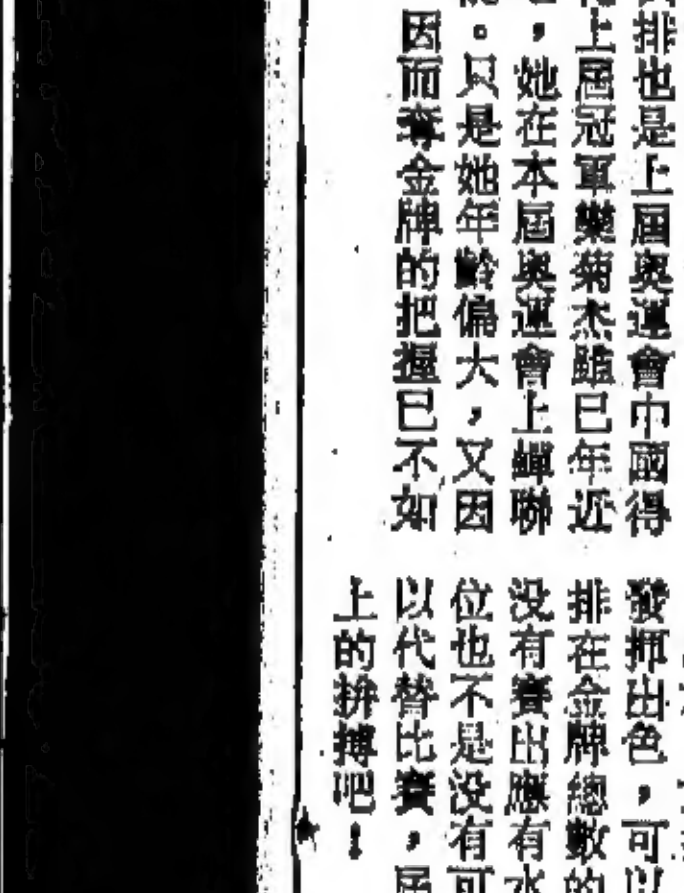 排也是上屆奧運會中國得
上屆冠軍欒菊杰雖已年近
，她在本屆奧運會上蟬聯
。只是她年齡偏大，又因
因而奪金牌的把握已不如
發揮出色，可以
排在金牌總數的
没有賽出應有水
位也不是没有可
以代替比賽，屆
上的拚搏吧！